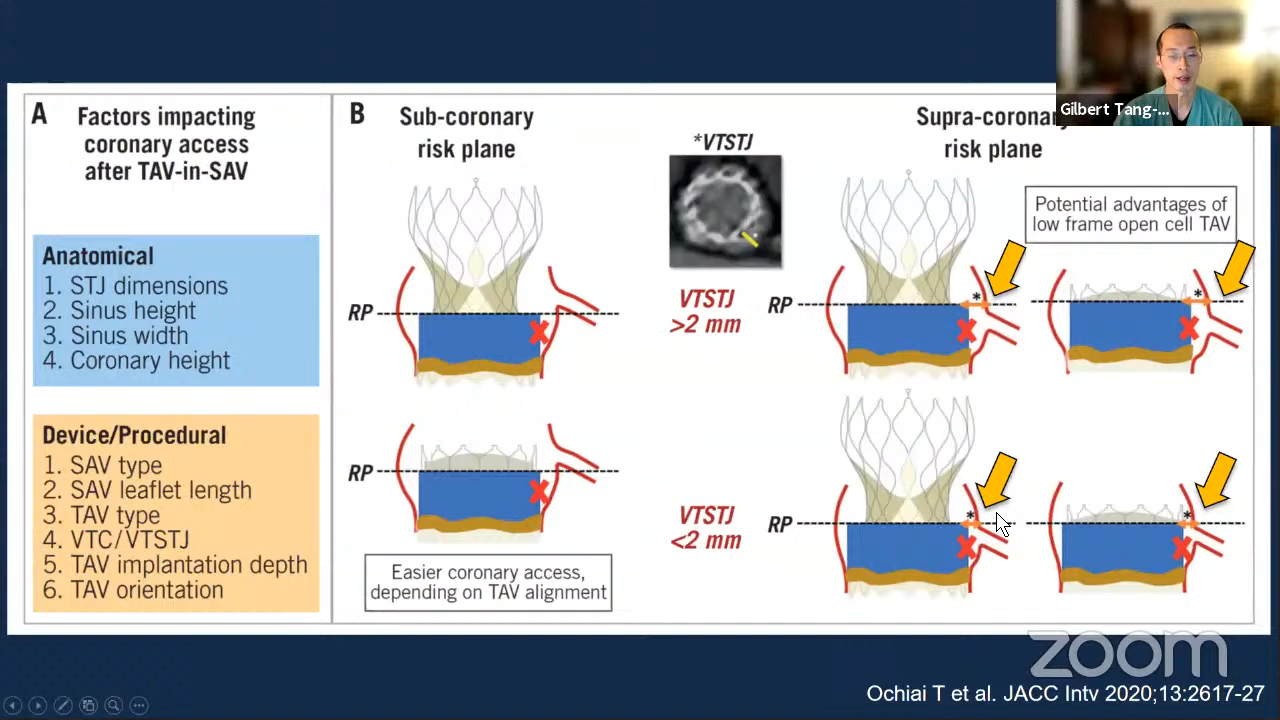 Gilbert Tang-...
A
Factors impacting
coronary access
after TAV-in-SAV
Anatomical
1. STJ dimensions
2. Sinus height
3. Sinus width
4. Coronary height
Device/Procedural
1. SAV type
2. SAV leaflet length
3. TAV type
4. VTC/VTSTJ
5. TAV implantation depth
6. TAV orientation
B
Sub-coronary
risk plane
RP
RP
Easier coronary access,
depending on TAV alignment
*VTSTJ
*
VTSTJ
>2 mm
VTSTJ
<2 mm
Supra-coronary
risk plane
Potential advantages of
low frame open cell TAV
RP
*
*
RP
*
*
zoom
Ochiai T et al. JACC Intv 2020;13:2617-27